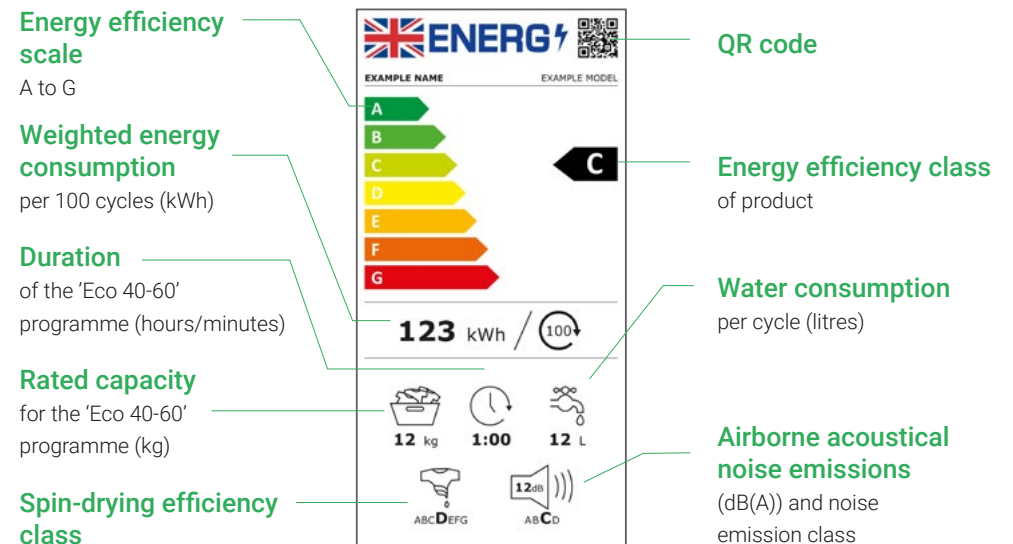 Energy efficiency
scale
A to G
Weighted energy
consumption
per 100 cycles (kWh)
Duration
of the ‘Eco 40-60’
programme (hours/minutes)
Rated capacity
for the ‘Eco 40-60’
programme (kg)
Spin-drying efficiency
class
ENERG
EXAMPLE NAME EXAMPLE MODEL
A
B
C
C
D
E
F
G
123 kWh / 100
12 kg 1:00 12 L
12dB
ABCDEFG ABCD
QR code
Energy efficiency class
of product
Water consumption
per cycle (litres)
Airborne acoustical
noise emissions
(dB(A)) and noise
emission class